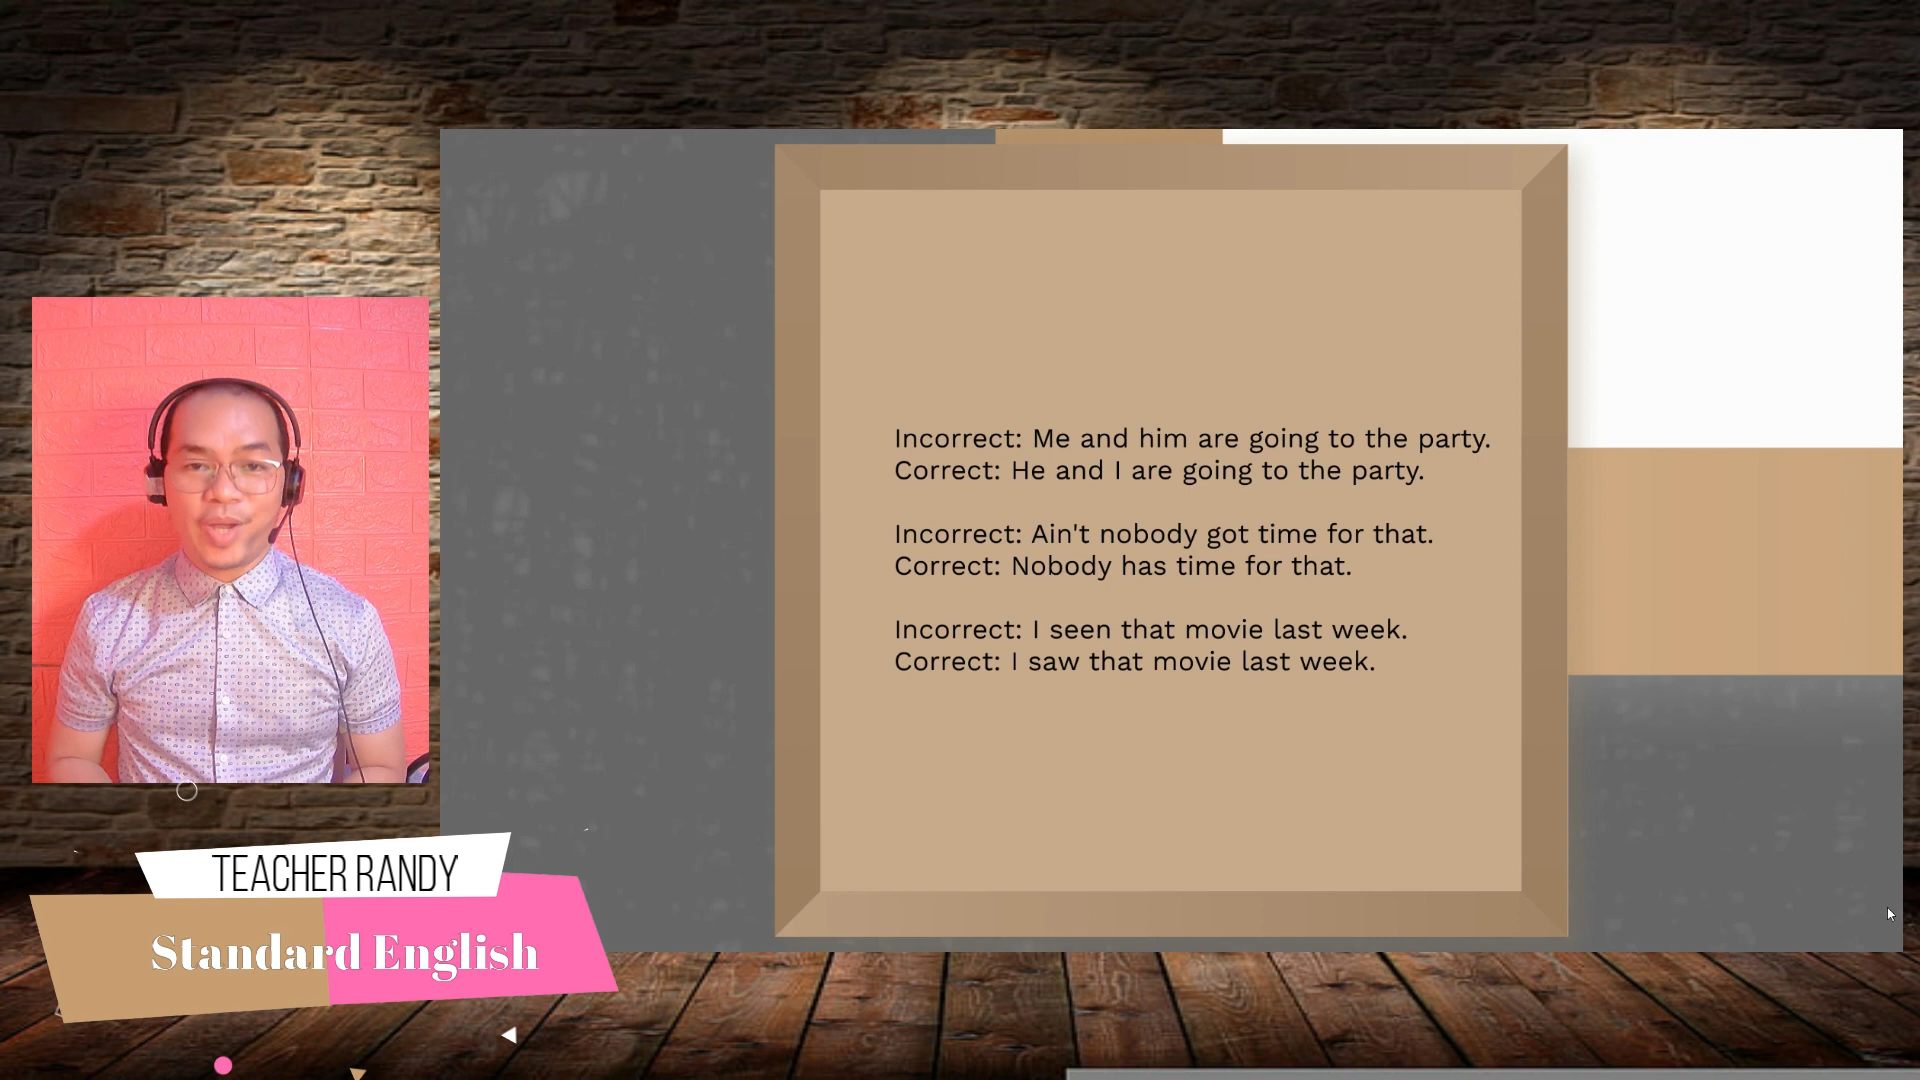 Incorrect: Me and him are going to the party.
Correct: He and I are going to the party.
Incorrect: Ain't nobody got time for that.
Correct: Nobody has time for that.
Incorrect: I seen that movie last week.
Correct: I saw that movie last week.
TEACHER RANDY
Standard English